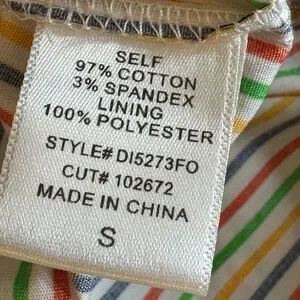 SELF
97% COTTON
3% SPANDEX
LINING
100% POLYESTER
STYLE# DI5273FO
CUT# 102672
MADE IN CHINA
S